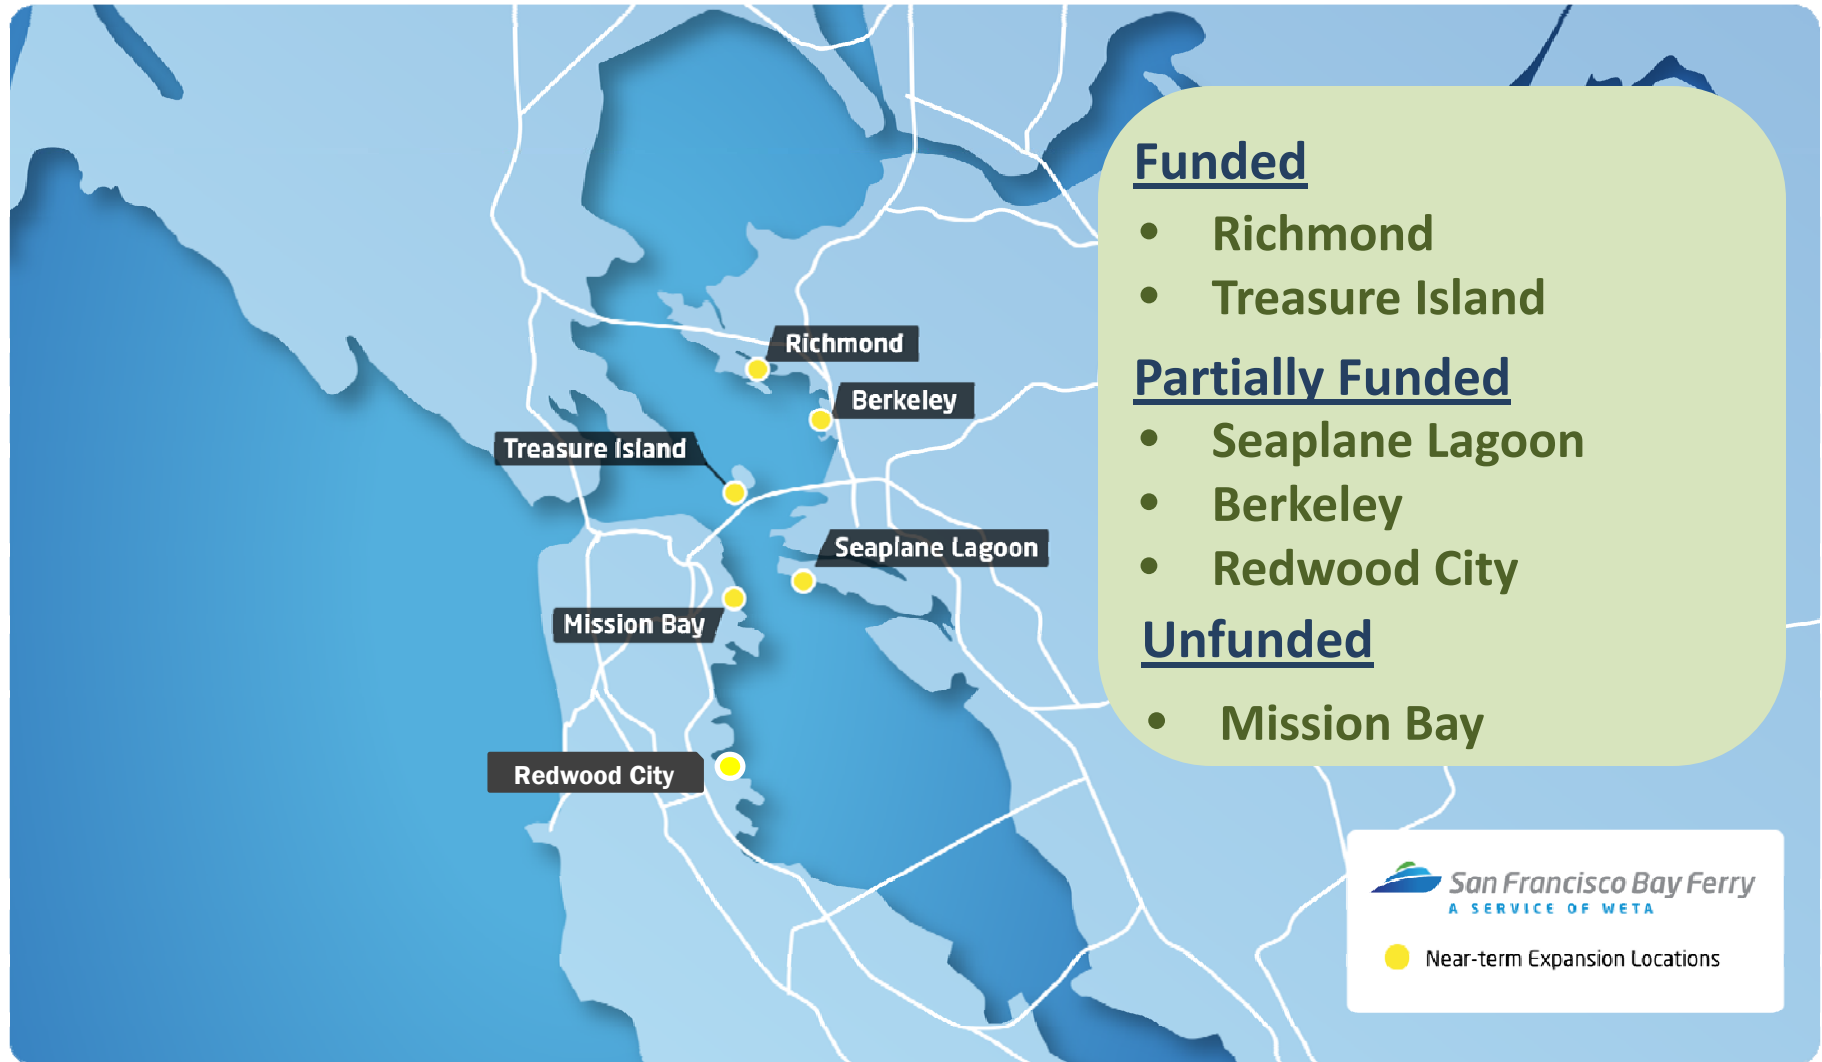 Funded
• Richmond
• Treasure Island
Partially Funded
• Seaplane Lagoon
• Berkeley
• Redwood City
Unfunded
• Mission Bay
Richmond
Berkeley
Treasure Island
Seaplane Lagoon
Mission Bay
Redwood City
San Francisco Bay Ferry
A SERVICE OF WETA
Near-term Expansion Locations